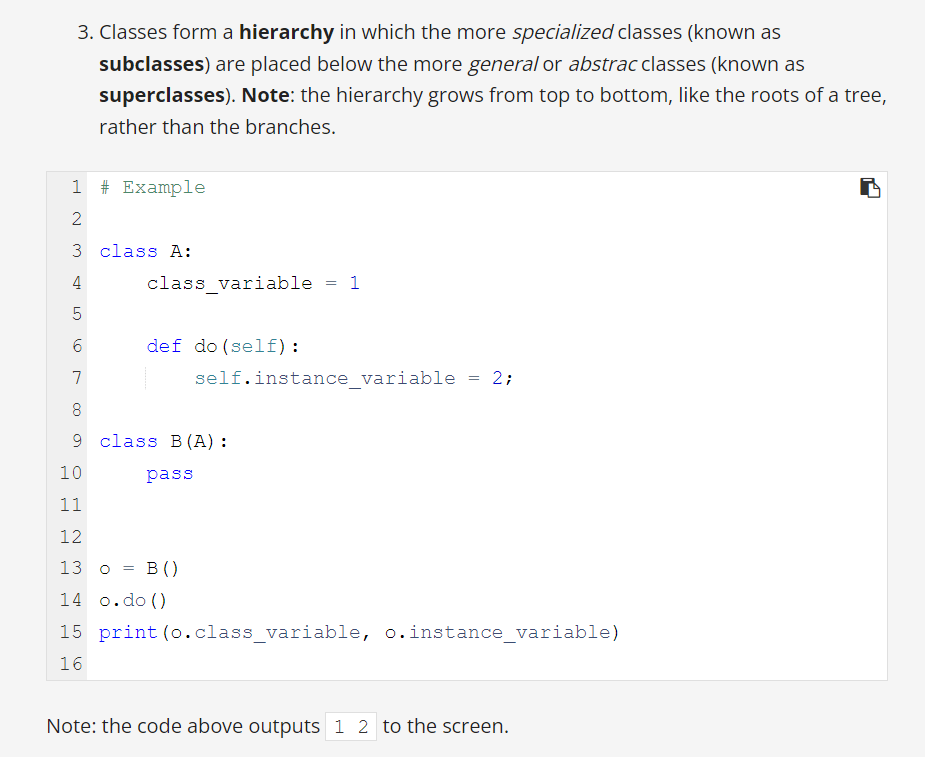 3. Classes form a hierarchy in which the more specialized classes (known as
subclasses) are placed below the more general or abstrac classes (known as
superclasses). Note: the hierarchy grows from top to bottom, like the roots of a tree,
rather than the branches.
1 # Example
2
3 class A:
4     class_variable = 1
5
6     def do(self):
7         self.instance_variable = 2;
8
9 class B(A):
10     pass
11
12
13 o = B()
14 o.do()
15 print(o.class_variable, o.instance_variable)
16
Note: the code above outputs 1 2 to the screen.